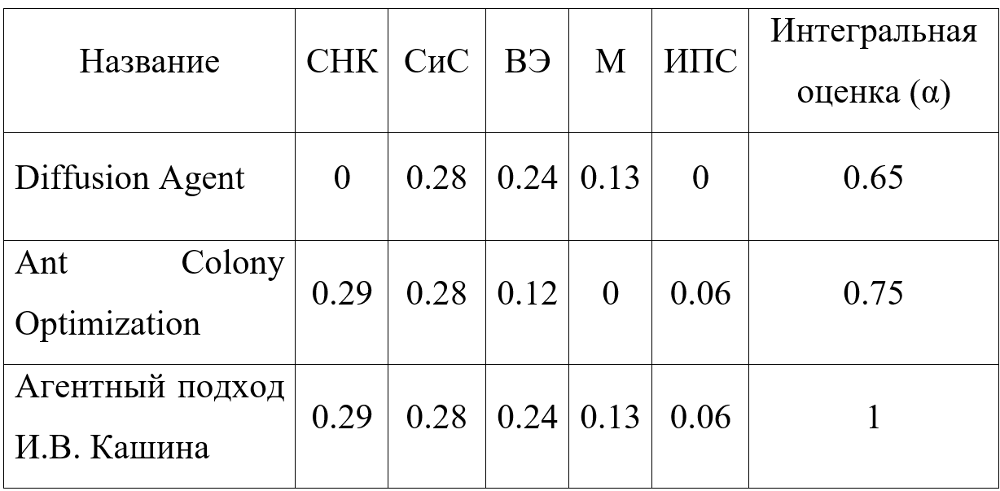 Название СНК СиС ВЭ М ИПС Интегральная
оценка (α)
Diffusion Agent 0 0.28 0.24 0.13 0 0.65
Ant Colony
Optimization 0.29 0.28 0.12 0 0.06 0.75
Агентный подход
И.В. Кашина 0.29 0.28 0.24 0.13 0.06 1